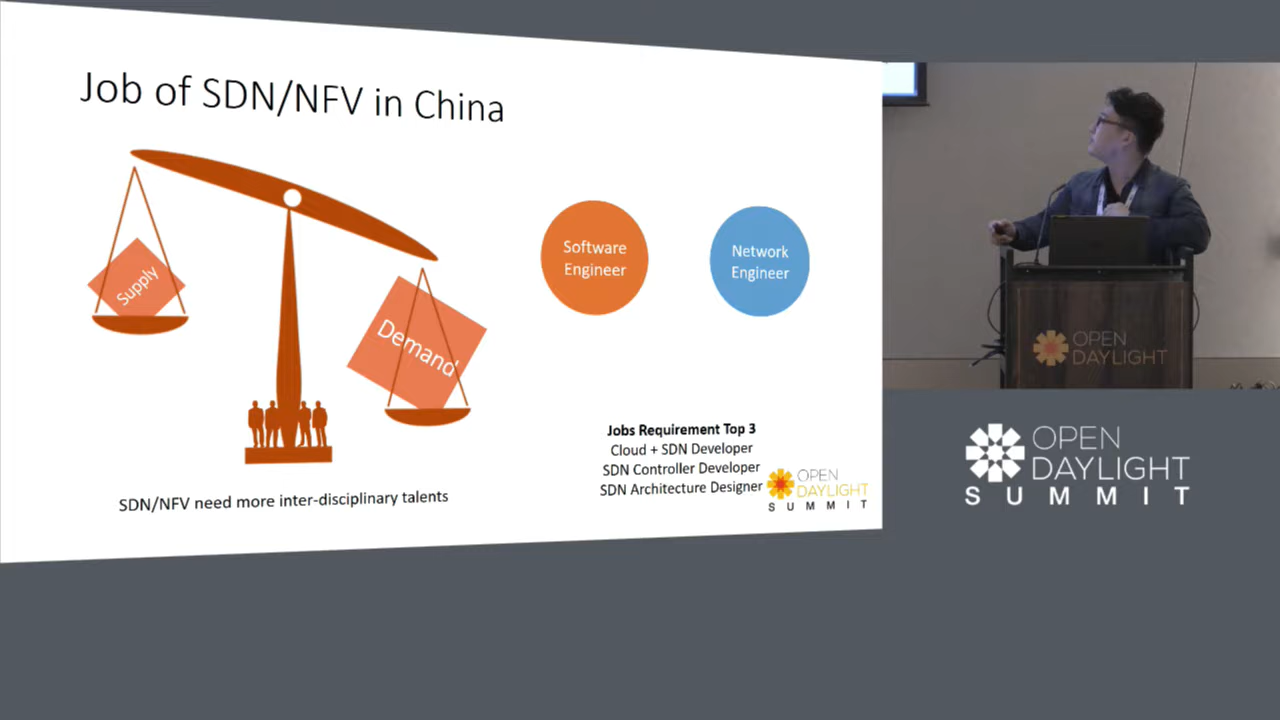 Job of SDN/NFV in China
Supply
Demand
SDN/NFV need more inter-disciplinary talents
Software
Engineer
Network
Engineer
Jobs Requirement Top 3
Cloud + SDN Developer
SDN Controller Developer
SDN Architecture Designer
OPEN
DAYLIGHT
SUMMIT
OPEN
DAYLIGHT
OPEN
DAYLIGHT
SUMMIT